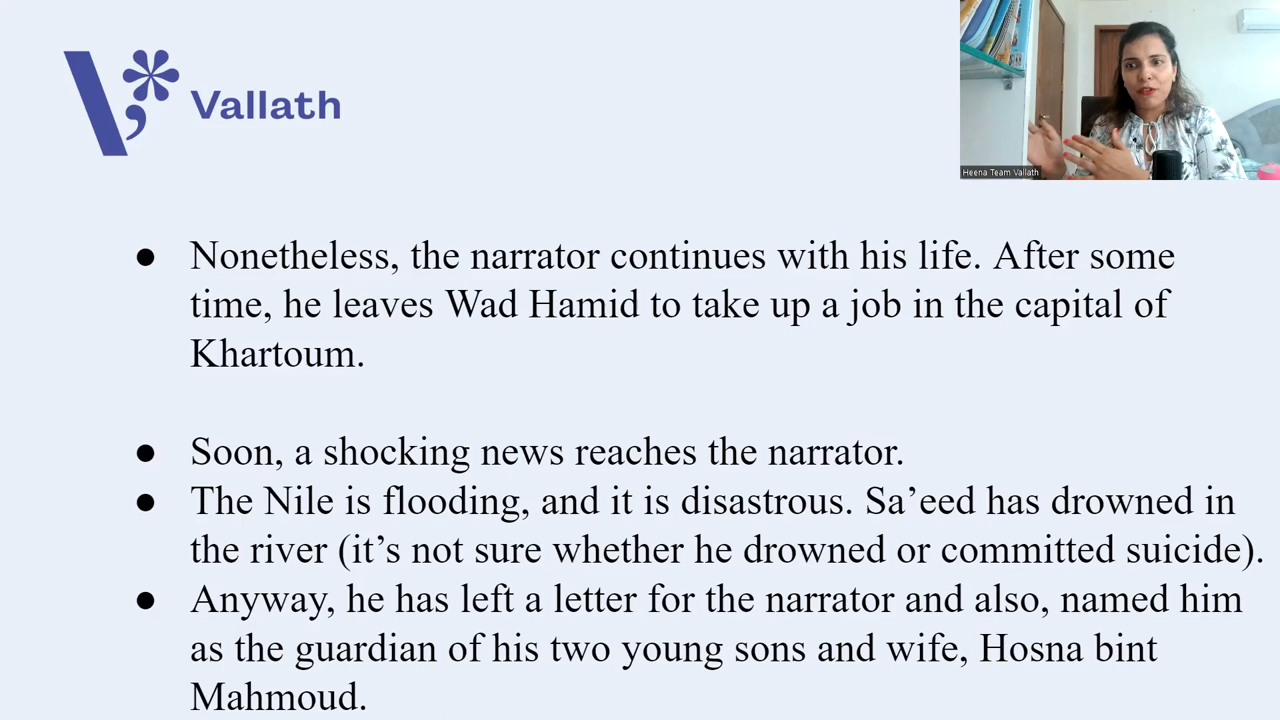 Vallath
Heena Team Vallath
● Nonetheless, the narrator continues with his life. After some
time, he leaves Wad Hamid to take up a job in the capital of
Khartoum.
● Soon, a shocking news reaches the narrator.
● The Nile is flooding, and it is disastrous. Sa’eed has drowned in
the river (it’s not sure whether he drowned or committed suicide).
● Anyway, he has left a letter for the narrator and also, named him
as the guardian of his two young sons and wife, Hosna bint
Mahmoud.